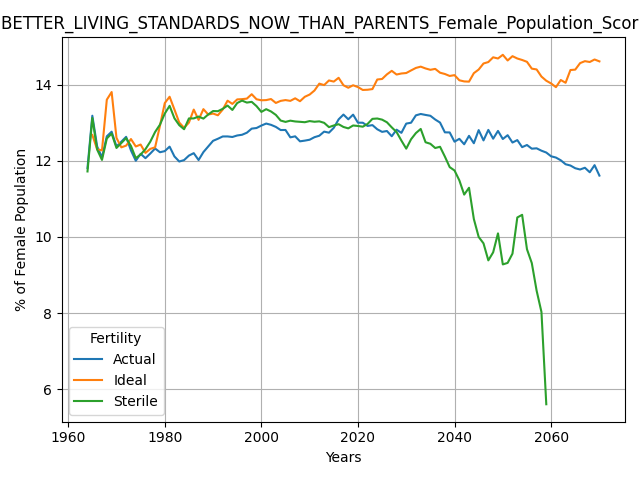 BETTER_LIVING_STANDARDS_NOW_THAN_PARENTS_Female_Population_Scor
% of Female Population
14
12
10
8
6
Fertility
Actual
Ideal
Sterile
1960 1980 2000 2020 2040 2060
Years